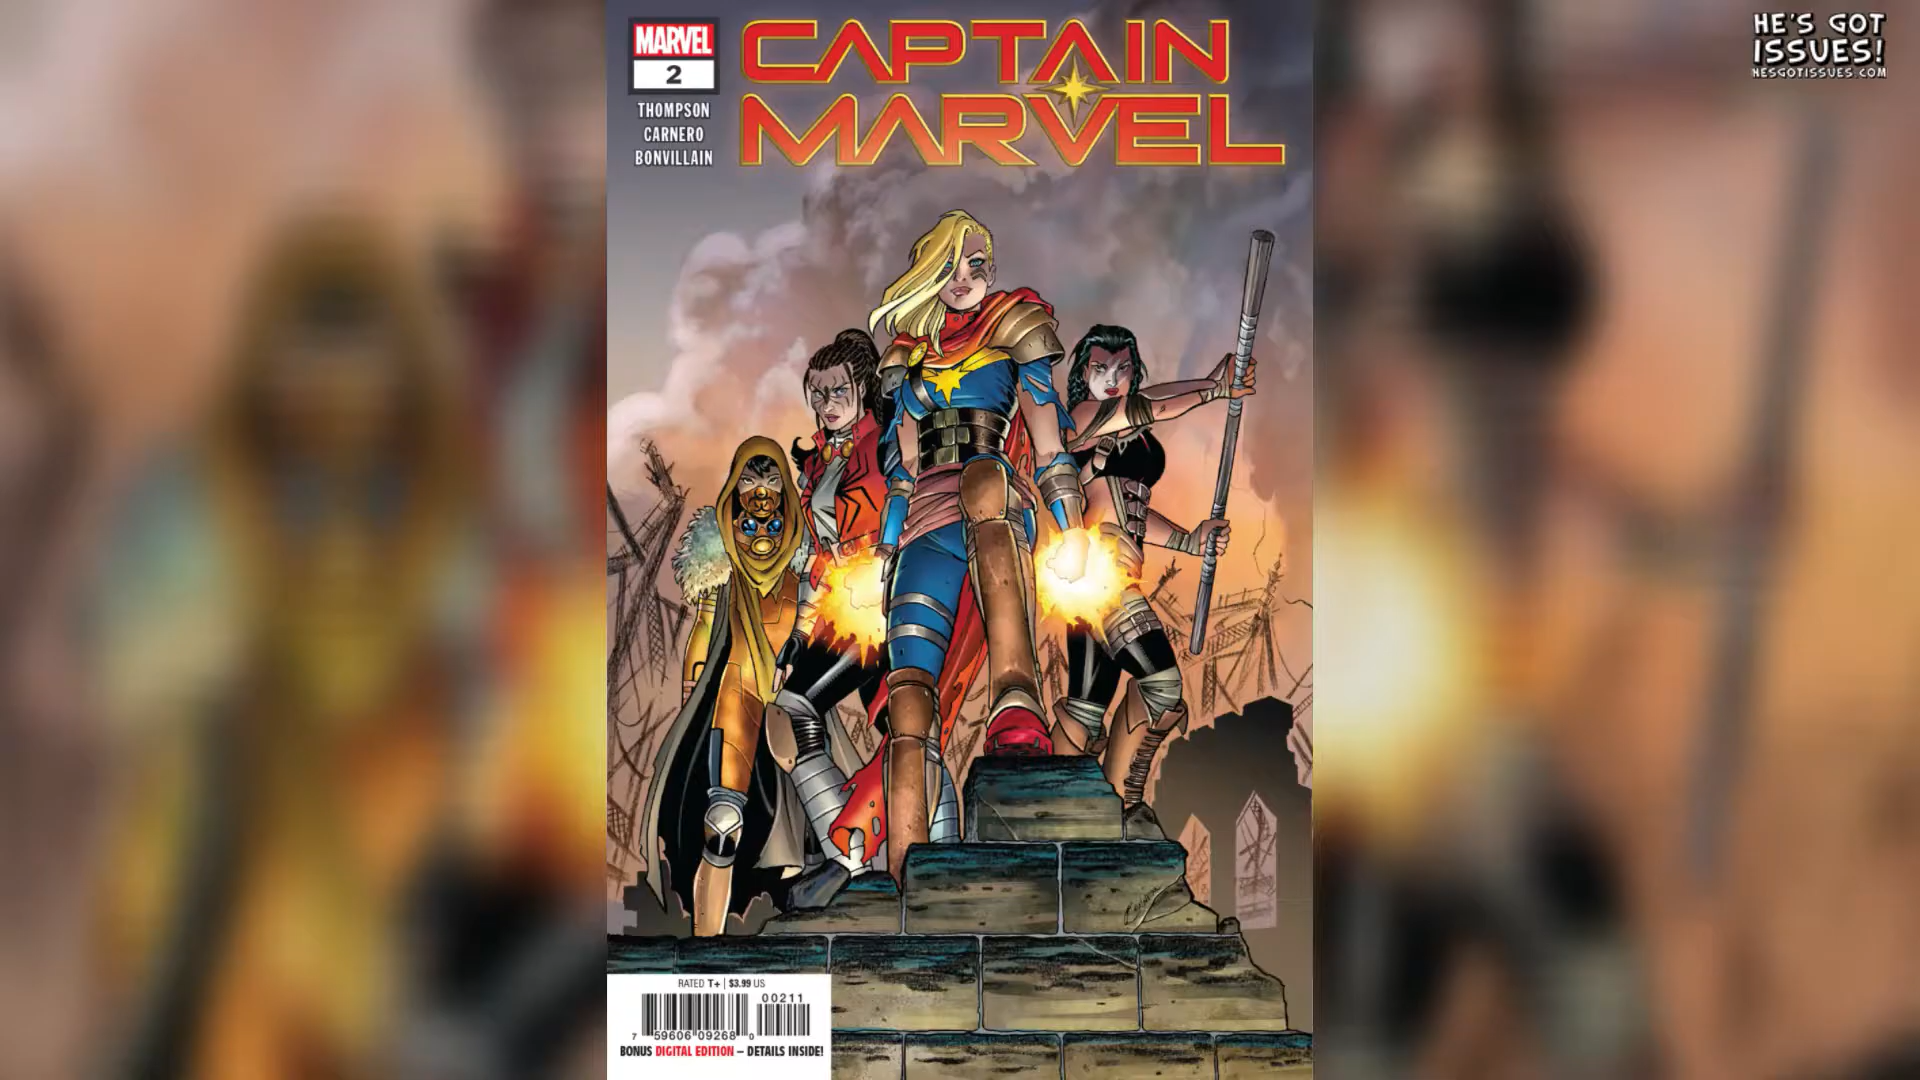 MARVEL
2
THOMPSON
CARNERO
BONVILLAIN
CAPTAIN
MARVEL
HE'S GOT
ISSUES!
HESGOTISSUES.COM
RATED T+ | $3.99 US
00211
7 59606 09268 0
BONUS DIGITAL EDITION – DETAILS INSIDE!